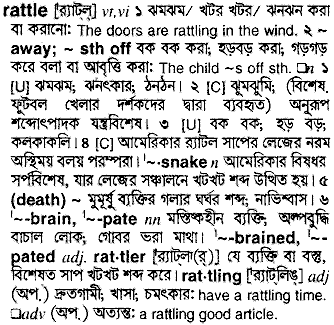 rattle [র‍্যাটল্] vt,vi ১ ঝমঝম/ খটর খটর/ ঝনঝন করা
বা করানো: The doors are rattling in the wind. ২ ~
away; ~ sth off বক বক করা; হড়বড় করা; গড়গড়
করে বলা বা আবৃত্তি করা: The child ~s off sth. □n ১
[U] ঝমঝম; ঝনৎকার; ঠনঠন। ২ [C] ঝুমঝুমি; (বিশেষ.
ফুটবল খেলার দর্শকদের দ্বারা ব্যবহৃত) অনুরূপ
শব্দোৎপাদক যন্ত্রবিশেষ। ৩ [U] বক বক; হড় বড়;
কলকাকলি। ৪ [C] আমেরিকার র‍্যাটল সাপের লেজের নরম
অস্থিময় বলয় পরম্পরা। '~-snake n আমেরিকার বিষধর
সর্পবিশেষ, যার লেজের সঞ্চালনে খটখট শব্দ উত্থিত হয়। ৫
(death) ~ মুমূর্ষু ব্যক্তির গলার ঘর্ঘর শব্দ; নাভিশ্বাস। ৬
'~-brain, '~-pate nn মস্তিষ্কহীন ব্যক্তি; অল্পবুদ্ধি
বাচাল লোক; গোবর ভরা মাথা। '~-brained, '~-
pated adj. rat·tler [র‍্যাটলা(র্)] যে ব্যক্তি বা বস্তু,
বিশেষত সাপ খটখট শব্দ করে। rat·tling [র‍্যাটলিঙ্] adj
(অপ.) দ্রুতগামী; খাসা; চমৎকার: have a rattling time.
□adv (অপ.) অত্যন্ত: a rattling good article.